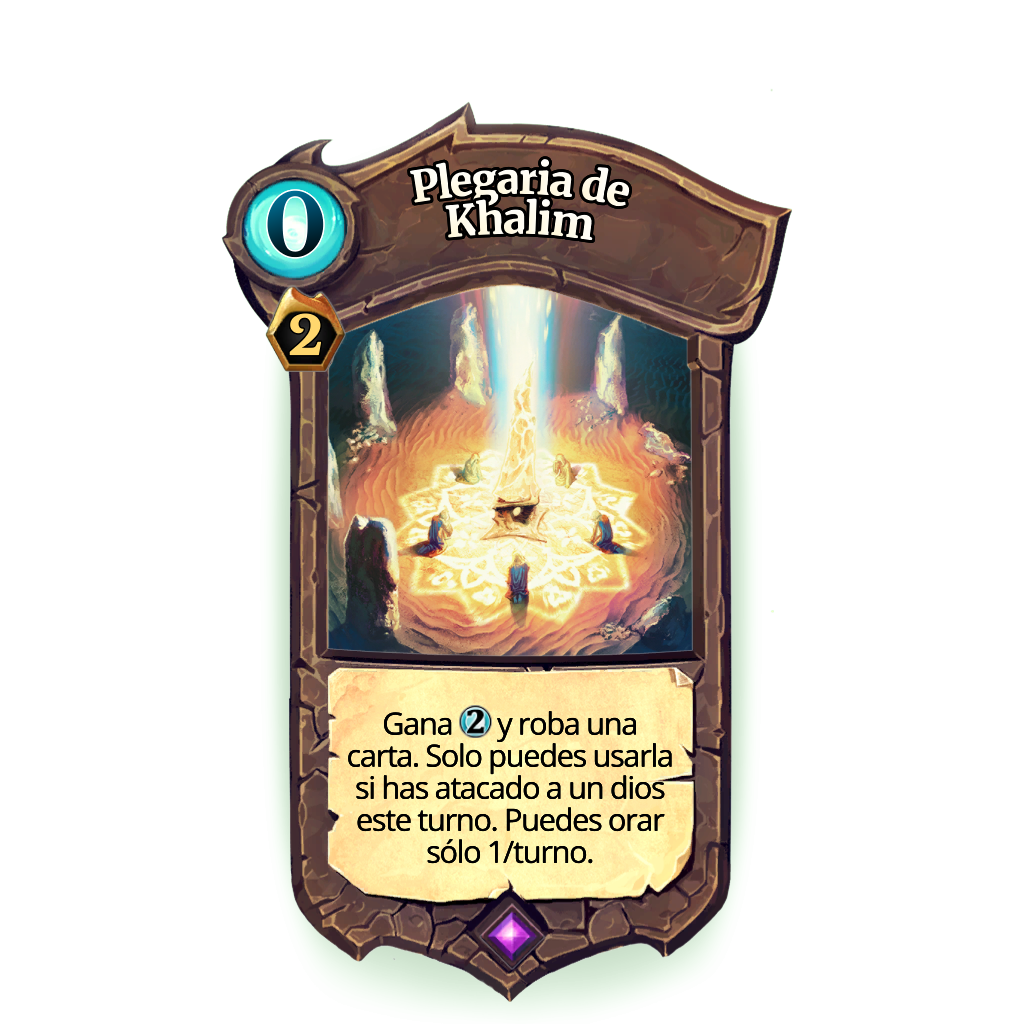 Plegaria de
Khalim
0
2
Gana 2 y roba una
carta. Solo puedes usarla
si has atacado a un dios
este turno. Puedes orar
sólo 1/turno.